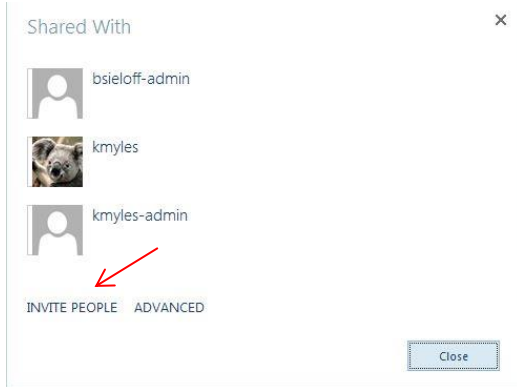 Shared With
bsieloff-admin
kmyles
kmyles-admin
INVITE PEOPLE ADVANCED
Close